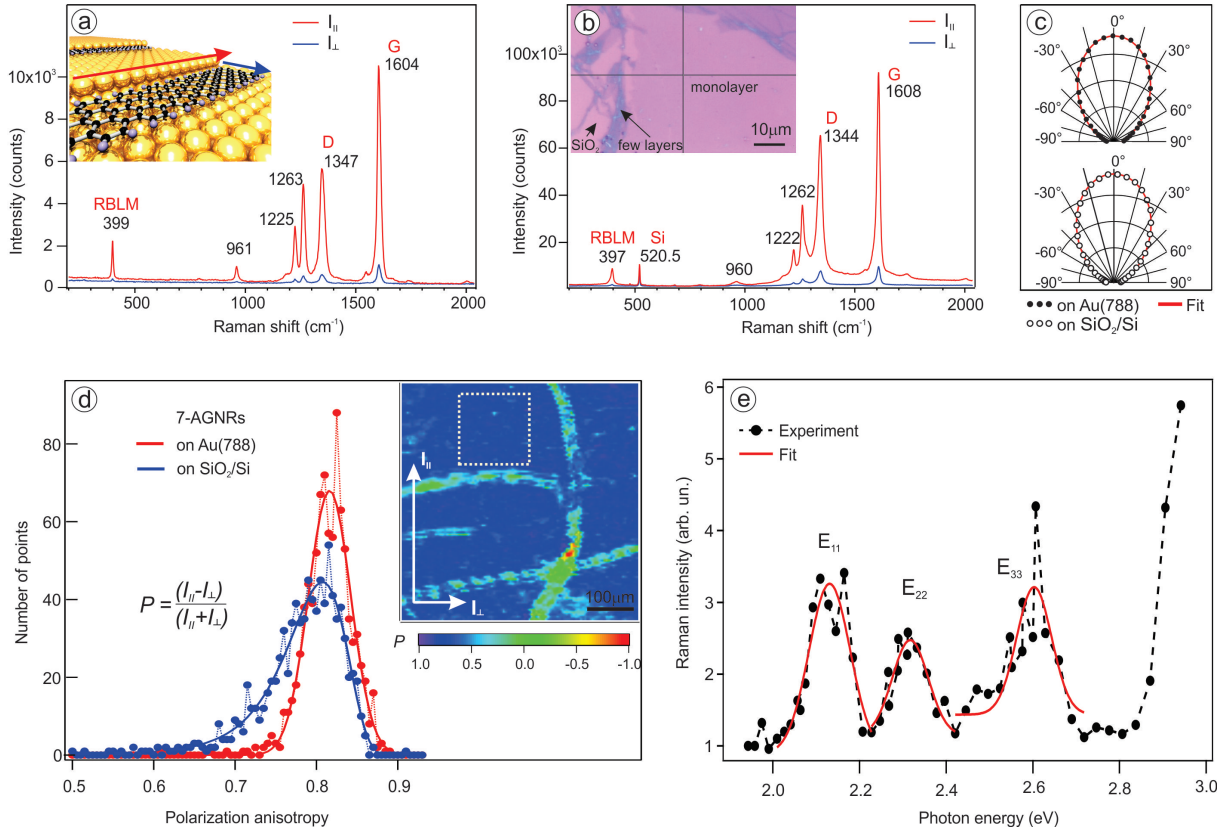 a
I∥
I⊥
G
1604
10x10³
8
6
4
2
0
Intensity (counts)
D
1347
1263
1225
RBLM
399
961
500
1000
1500
2000
Raman shift (cm⁻¹)
b
I∥
I⊥
G
1608
monolayer
SiO₂
few layers
10μm
100x10³
80
60
40
20
0
Intensity (counts)
D
1344
1262
1222
RBLM
397
Si
520.5
960
500
1000
1500
2000
Raman shift (cm⁻¹)
c
0°
-30°
30°
-60°
60°
-90°
90°
0°
-30°
30°
-60°
60°
-90°
90°
on Au(788)
Fit
on SiO₂/Si
d
7-AGNRs
on Au(788)
on SiO₂/Si
P = (I∥-I⊥)
(I∥+I⊥)
80
60
40
20
0
Number of points
0.5
0.6
0.7
0.8
0.9
Polarization anisotropy
I∥
I⊥
100μm
P
1.0
0.5
0.0
-0.5
-1.0
e
Experiment
Fit
E₁₁
E₂₂
E₃₃
6
5
4
3
2
1
Raman intensity (arb. un.)
2.0
2.2
2.4
2.6
2.8
3.0
Photon energy (eV)